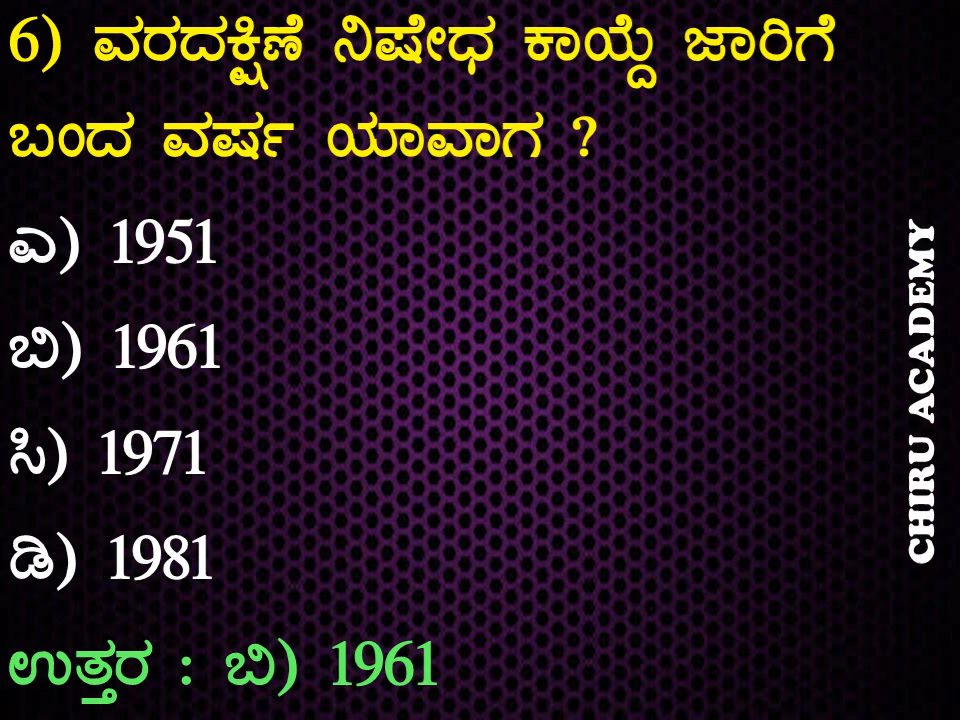 6) ವರದಕ್ಷಿಣೆ ನಿಷೇಧ ಕಾಯ್ದೆ ಜಾರಿಗೆ
ಬಂದ ವರ್ಷ ಯಾವಾಗ ?
ಎ) 1951
ಬಿ) 1961
ಸಿ) 1971
ಡಿ) 1981
ಉತ್ತರ : ಬಿ) 1961
CHIRU ACADEMY